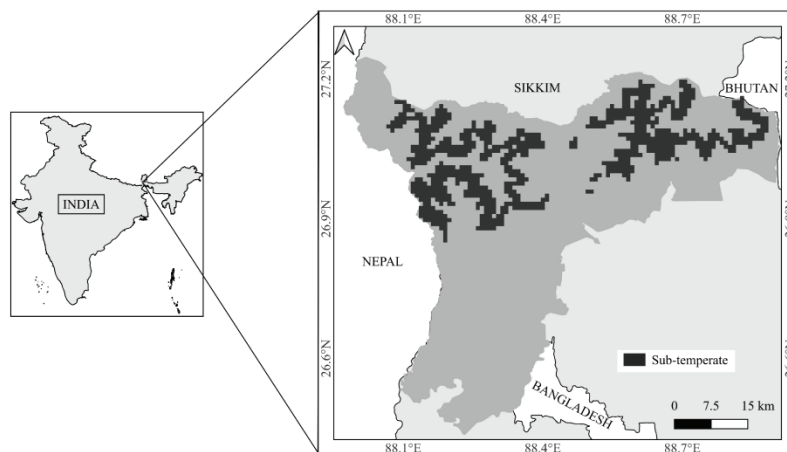 88.1°E 88.4°E 88.7°E
27.2°N
SIKKIM
BHUTAN
INDIA
26.9°N
NEPAL
26.6°N
Sub-temperate
BANGLADESH
0 7.5 15 km
88.1°E 88.4°E 88.7°E